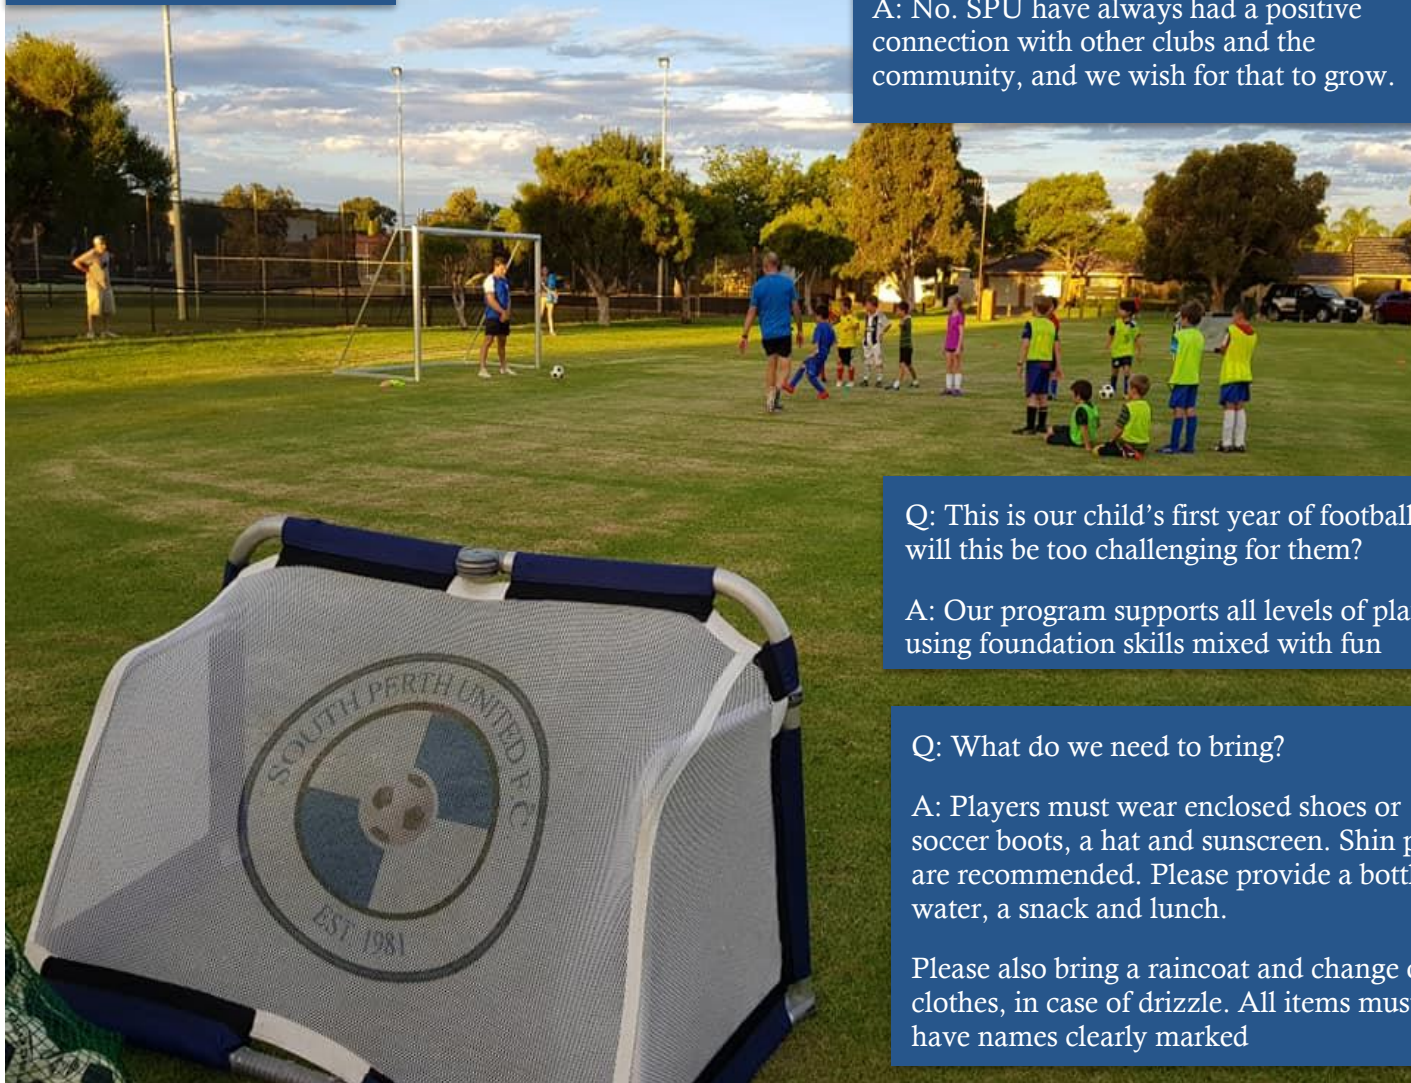 A: No. SPU have always had a positive
connection with other clubs and the
community, and we wish for that to grow.
Q: This is our child’s first year of football
will this be too challenging for them?
A: Our program supports all levels of
using foundation skills mixed with fun
Q: What do we need to bring?
A: Players must wear enclosed shoes or
soccer boots, a hat and sunscreen. Shin
are recommended. Please provide a
water, a snack and lunch.
Please also bring a raincoat and change
clothes, in case of drizzle. All items
have names clearly marked
SOUTH PERTH UNITED FC
EST 1981